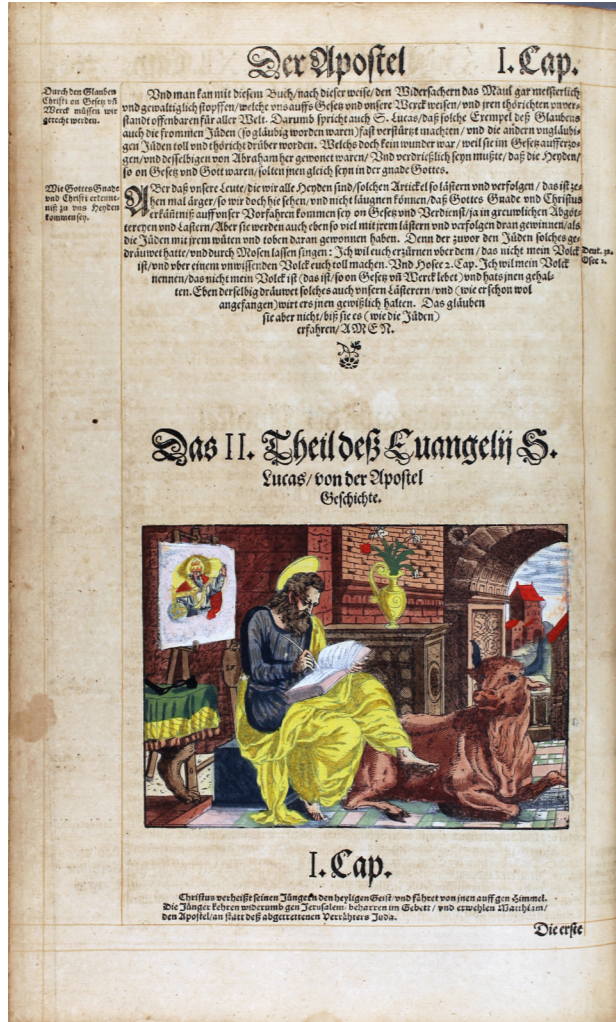 Der Apostel I. Cap.
Durch den Glauben
Christi on Gesetz vñ
Werck müssen wir
gerecht werden.
Vnd man kan mit diesem Buch/nach dieser weise/den Widersachern das Maul gar meisterlich
vnd gewaltiglich stopffen/welche vns auffs Gesetz vnd vnsere Werck weisen/vnd jren thörichten vnver-
standt offenbaren für aller Welt. Darumb spricht auch S. Lucas/daß solche Exempel deß Glaubens
auch die frommen Jüden (so gläubig worden waren) fast verstürtzt machten/vnd die andern vngläubi-
gen Jüden toll vnd thöricht drüber worden. Welchs doch kein wunder war/weil sie im Gesetz aufferzo-
gen/vnd desselbigen von Abraham her gewonet waren/Vnd verdrießlich seyn mußte/daß die Heyden/
so on Gesetz vnd Gott waren/solten jnen gleich seyn in der gnade Gottes.
Wie Gottes Gnade
vnd Christi erkennt-
niß zu vns Heyden
kommen sey.
ABer daß vnsere Leute/die wir alle Heyden sind/solchen Artickel so lästern vnd verfolgen/das ist ze-
hen mal ärger/so wir doch hie sehen/vnd nicht läugnen können/daß Gottes Gnade vnd Christus
erkäntniß auff vnser Vorfahren kommen sey on Gesetz vnd Verdienst/ja in greuwlichen Abgöt-
tereyen vnd Lastern/Aber sie werden auch eben so viel mit jrem lästern vnd verfolgen dran gewinnen/als
die Jüden mit jrem wüten vnd toben daran gewonnen haben. Denn der zuvor den Jüden solches ge-
dräuwet hatte/vnd durch Mosen lassen singen: Jch wil euch erzürnen vber dem/das nicht mein Volck
ist/vnd vber einem vnwissenden Volck euch toll machen. Vnd Hosee 2. Cap. Jch wil mein Volck
nennen/das nicht mein Volck ist (das ist/so on Gesetz vñ Werck lebet) vnd hats jnen gehal-
ten. Eben derselbig dräuwet solches auch vnsern Lästerern/vnd (wie er schon wol
angefangen) wirt ers jnen gewißlich halten. Das gläuben
sie aber nicht/biß sie es (wie die Jüden)
erfahren/AMEN.
Deut. 32.
Osee 2.
Das II. Theil deß Euangelij S.
Lucas/von der Apostel
Geschichte.
I. Cap.
Christus verheißt seinen Jüngern den heyligen Geist/vnd fähret von jnen auff gen Himmel.
Die Jünger kehren widerumb gen Jerusalem/beharren im Gebett/vnd erwehlen Matthiam/
den Apostel/an statt deß abgetrettenen Verrähters Juda.
Die erste